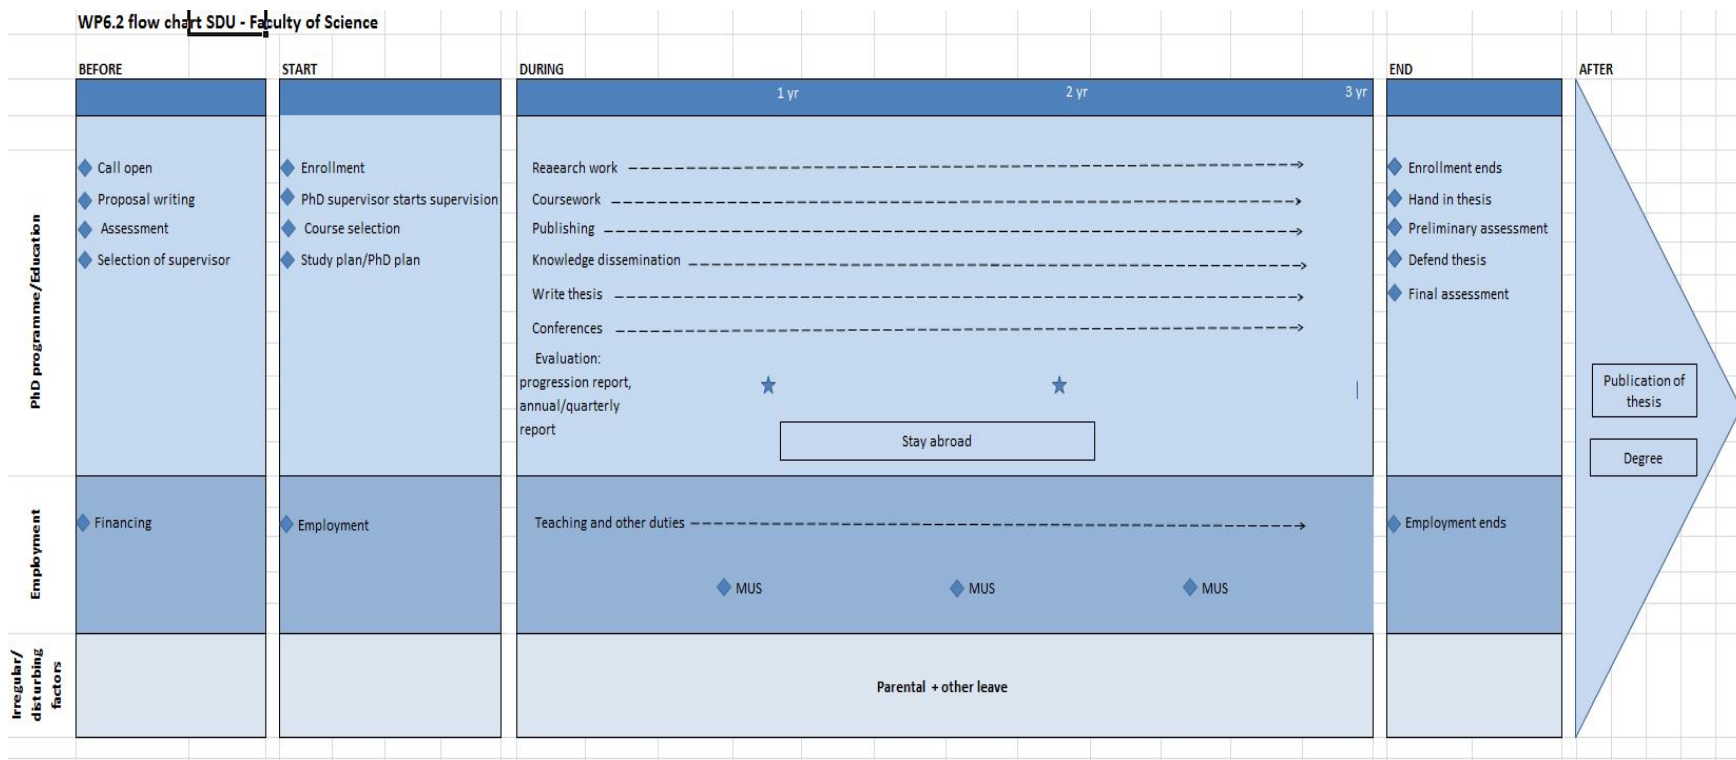 WP6.2 flow chart SDU - Faculty of Science
BEFORE
START
DURING
END
AFTER
1 yr
2 yr
3 yr
PhD programme/Education
Call open
Proposal writing
Assessment
Selection of supervisor
Enrollment
PhD supervisor starts supervision
Course selection
Study plan/PhD plan
Reaearch work
Coursework
Publishing
Knowledge dissemination
Write thesis
Conferences
Evaluation:
progression report,
annual/quarterly
report
Stay abroad
Enrollment ends
Hand in thesis
Preliminary assessment
Defend thesis
Final assessment
Publication of
thesis
Degree
Employment
Financing
Employment
Teaching and other duties
MUS
MUS
MUS
Employment ends
Irregular/
disturbing
factors
Parental + other leave